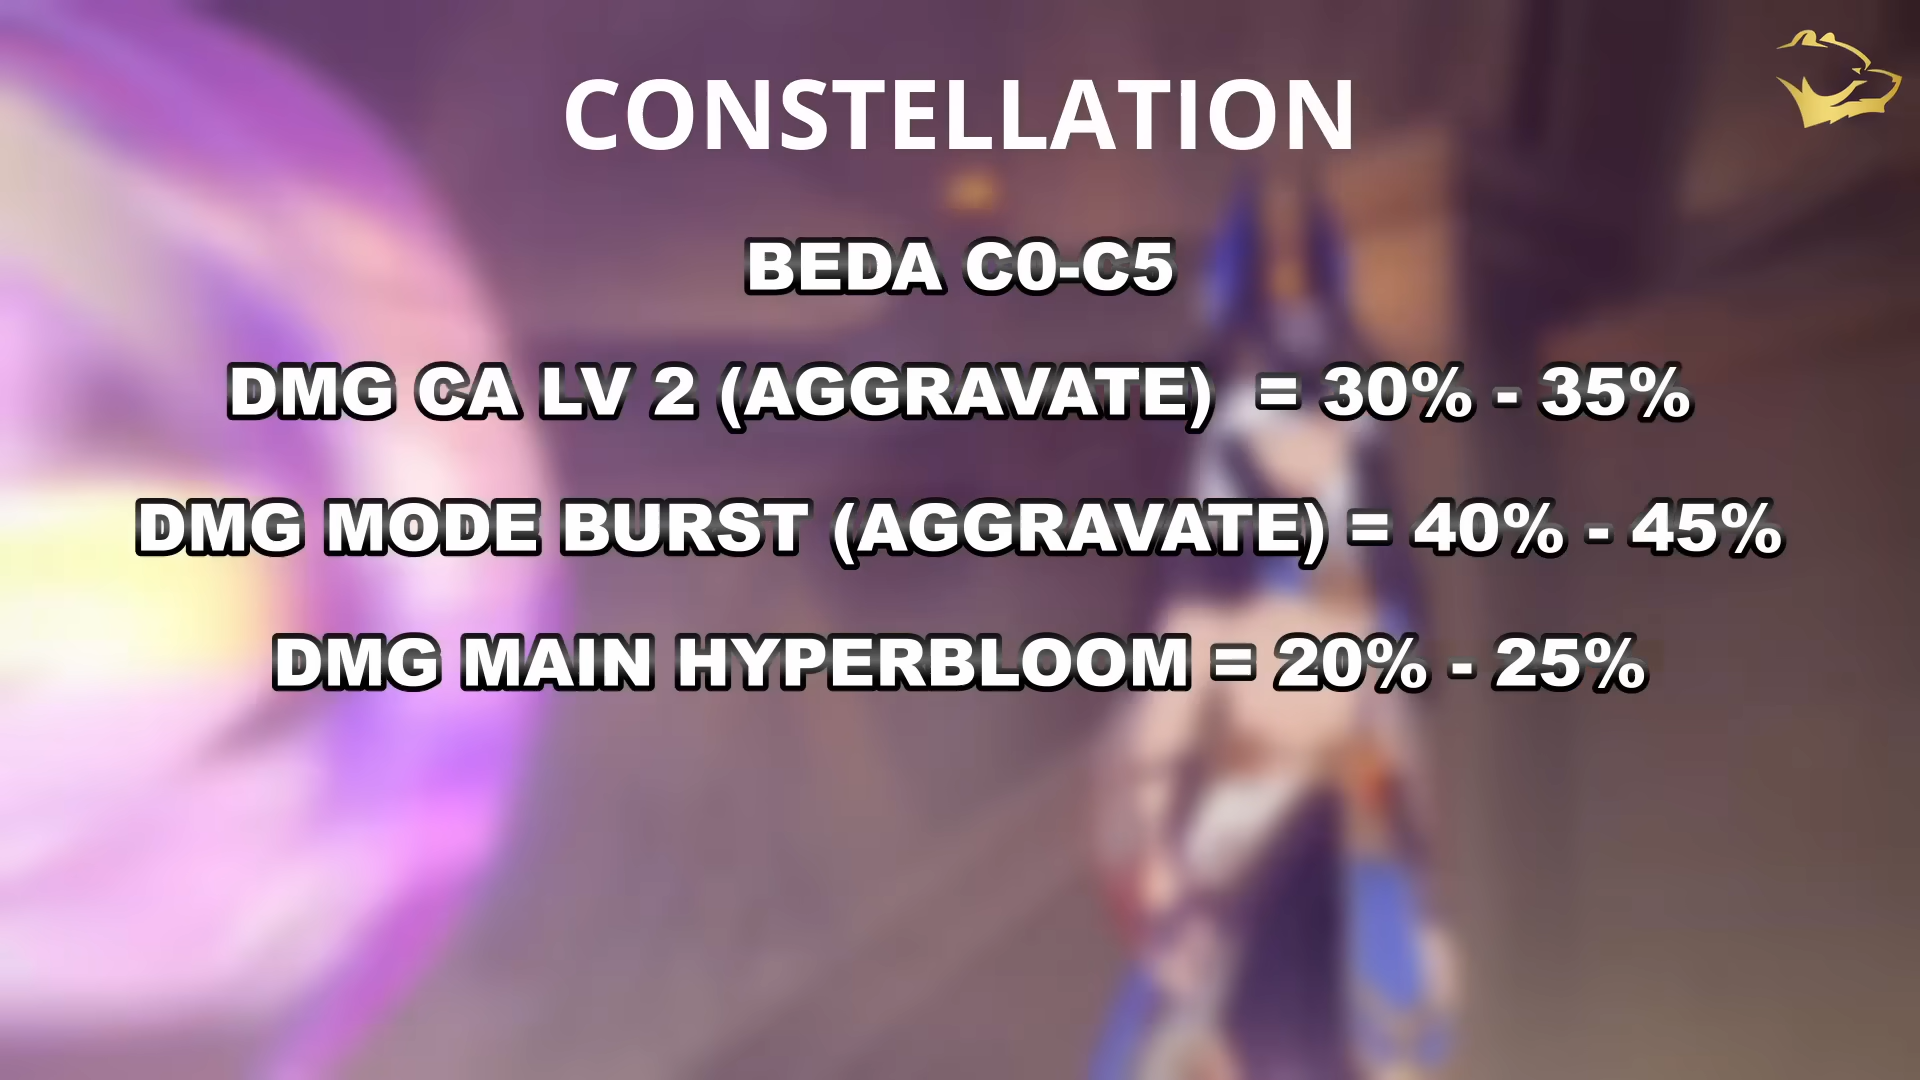 CONSTELLATION
BEDA C0-C5
DMG CA LV 2 (AGGRAVATE) = 30% - 35%
DMG MODE BURST (AGGRAVATE) = 40% - 45%
DMG MAIN HYPERBLOOM = 20% - 25%